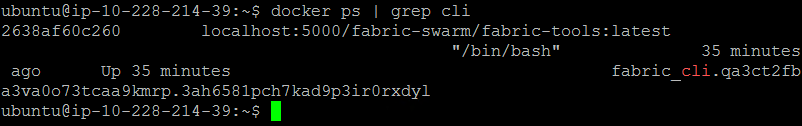 ubuntu@ip-10-228-214-39:~$ docker ps | grep cli
2638af60c260        localhost:5000/fabric-swarm/fabric-tools:latest
                                                "/bin/bash"              35 minutes
 ago      Up 35 minutes                                       fabric_cli.qa3ct2fb
a3va0o73tcaa9kmrp.3ah6581pch7kad9p3ir0rxdyl
ubuntu@ip-10-228-214-39:~$